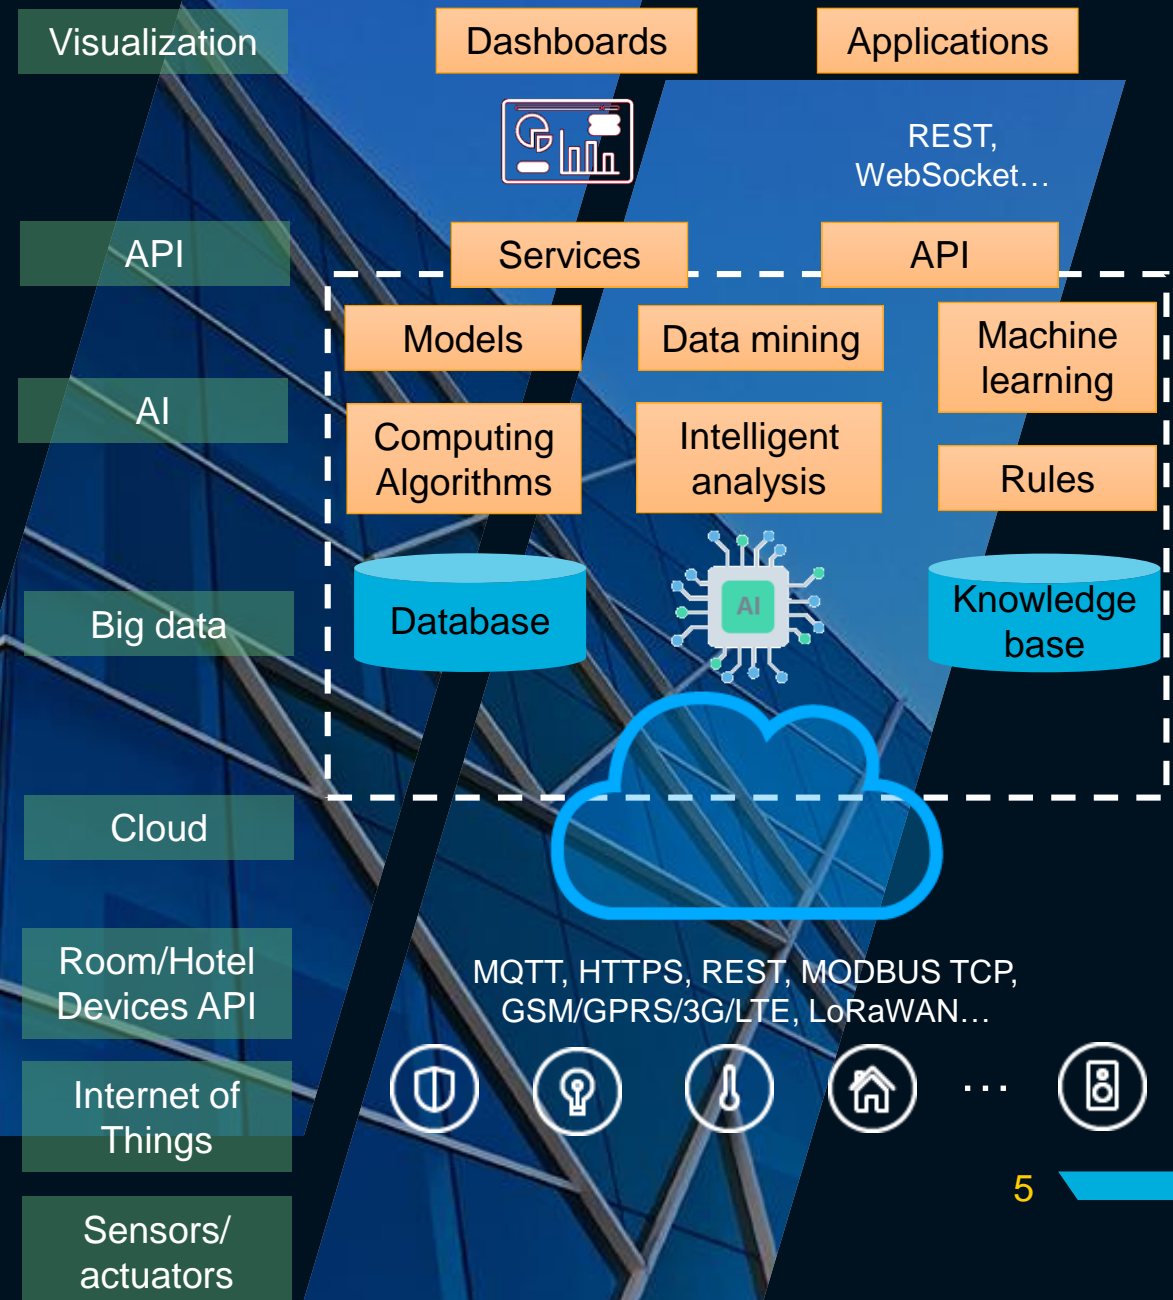 Visualization
Dashboards
Applications
REST,
WebSocket…
API
Services
API
Models
Data mining
Machine
learning
AI
Computing
Algorithms
Intelligent
analysis
Rules
Big data
Database
AI
Knowledge
base
Cloud
Room/Hotel
Devices API
MQTT, HTTPS, REST, MODBUS TCP,
GSM/GPRS/3G/LTE, LoRaWAN…
Internet of
Things
…
5
Sensors/
actuators